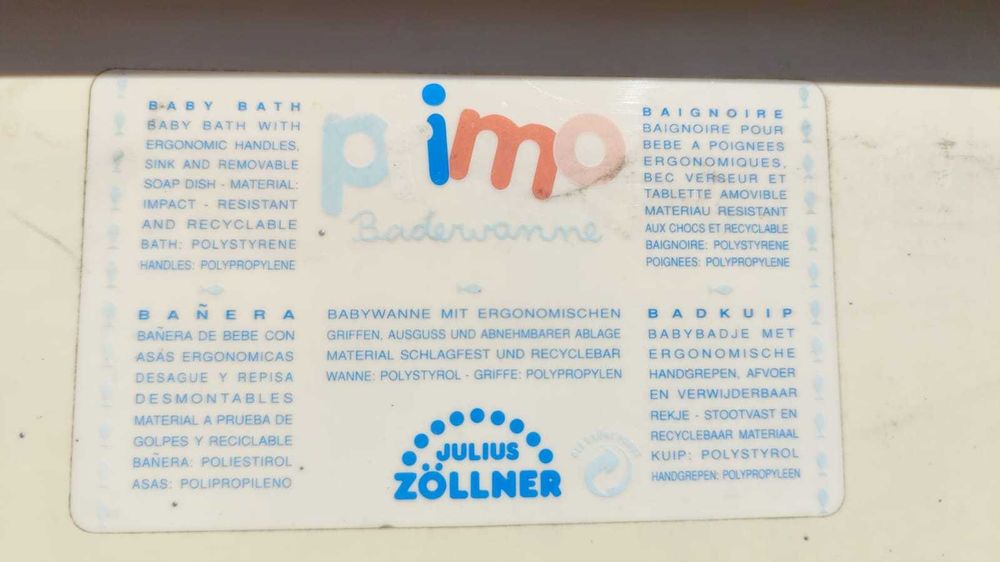 pimo
Baderwanne
BABY BATH
BABY BATH WITH
ERGONOMIC HANDLES,
SINK AND REMOVABLE
SOAP DISH - MATERIAL:
IMPACT - RESISTANT
AND RECYCLABLE
BATH: POLYSTYRENE
HANDLES: POLYPROPYLENE
BAIGNOIRE
BAIGNOIRE POUR
BEBE A POIGNEES
ERGONOMIQUES,
BEC VERSEUR ET
TABLETTE AMOVIBLE
MATERIAU RESISTANT
AUX CHOCS ET RECYCLABLE
BAIGNOIRE: POLYSTYRENE
POIGNEES: POLYPROPYLENE
BAÑERA
BAÑERA DE BEBE CON
ASAS ERGONOMICAS
DESAGUE Y REPISA
DESMONTABLES
MATERIAL A PRUEBA DE
GOLPES Y RECICLABLE
BAÑERA: POLIESTIROL
ASAS: POLIPROPILENO
BABYWANNE MIT ERGONOMISCHEN
GRIFFEN, AUSGUSS UND ABNEHMBARER ABLAGE
MATERIAL SCHLAGFEST UND RECYCLEBAR
WANNE: POLYSTYROL - GRIFFE: POLYPROPYLEN
JULIUS
ZÖLLNER
BADKUIP
BABYBADJE MET
ERGONOMISCHE
HANDGREPEN, AFVOER
EN VERWIJDERBAAR
REKJE - STOOTVAST EN
RECYCLEBAAR MATERIAAL
KUIP: POLYSTYROL
HANDGREPEN: POLYPROPYLEEN